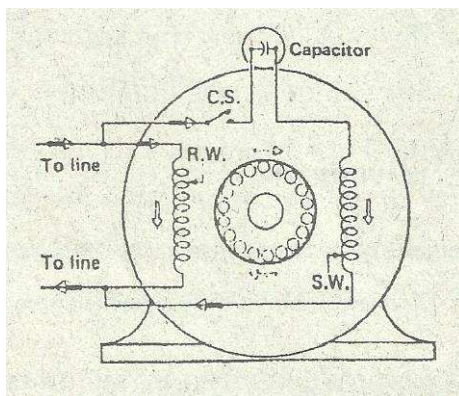 Capacitor
C.S.
To line
R.W.
To line
S.W.